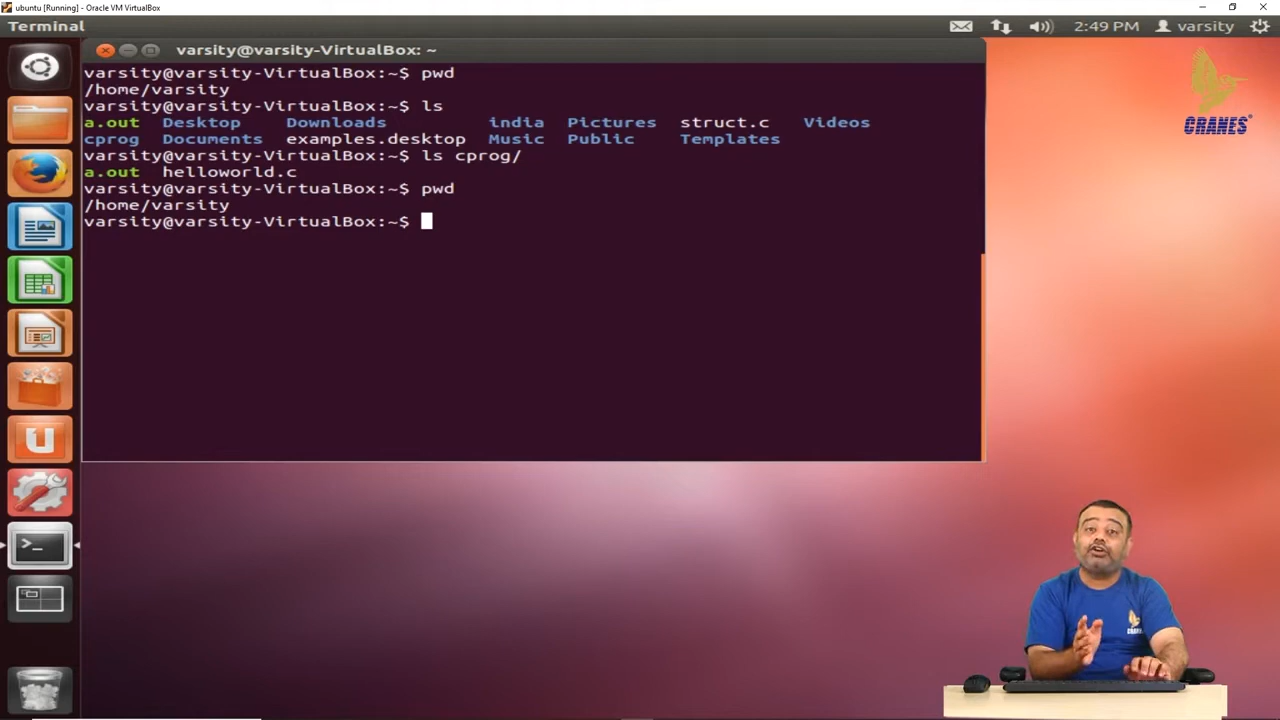 ubuntu [Running] - Oracle VM VirtualBox
Terminal
2:49 PM varsity
varsity@varsity-VirtualBox: ~
varsity@varsity-VirtualBox:~$ pwd
/home/varsity
varsity@varsity-VirtualBox:~$ ls
a.out Desktop Downloads india Pictures struct.c Videos
cprog Documents examples.desktop Music Public Templates
varsity@varsity-VirtualBox:~$ ls cprog/
a.out helloworld.c
varsity@varsity-VirtualBox:~$ pwd
/home/varsity
varsity@varsity-VirtualBox:~$
CRANES®
CRANES